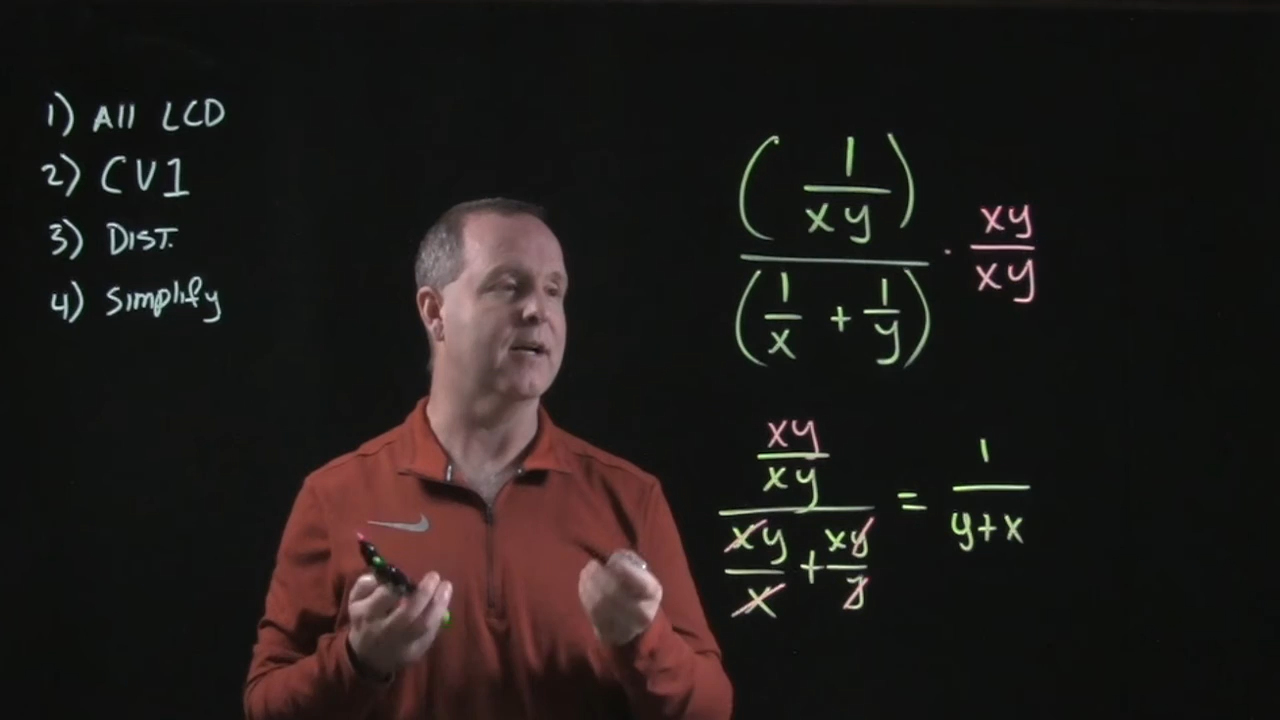 1) All LCD
2) CV1
3) DIST.
4) Simplify
(1/xy) / (1/x + 1/y) · xy/xy
(xy/xy) / (xy/x + xy/y) = 1/(y+x)